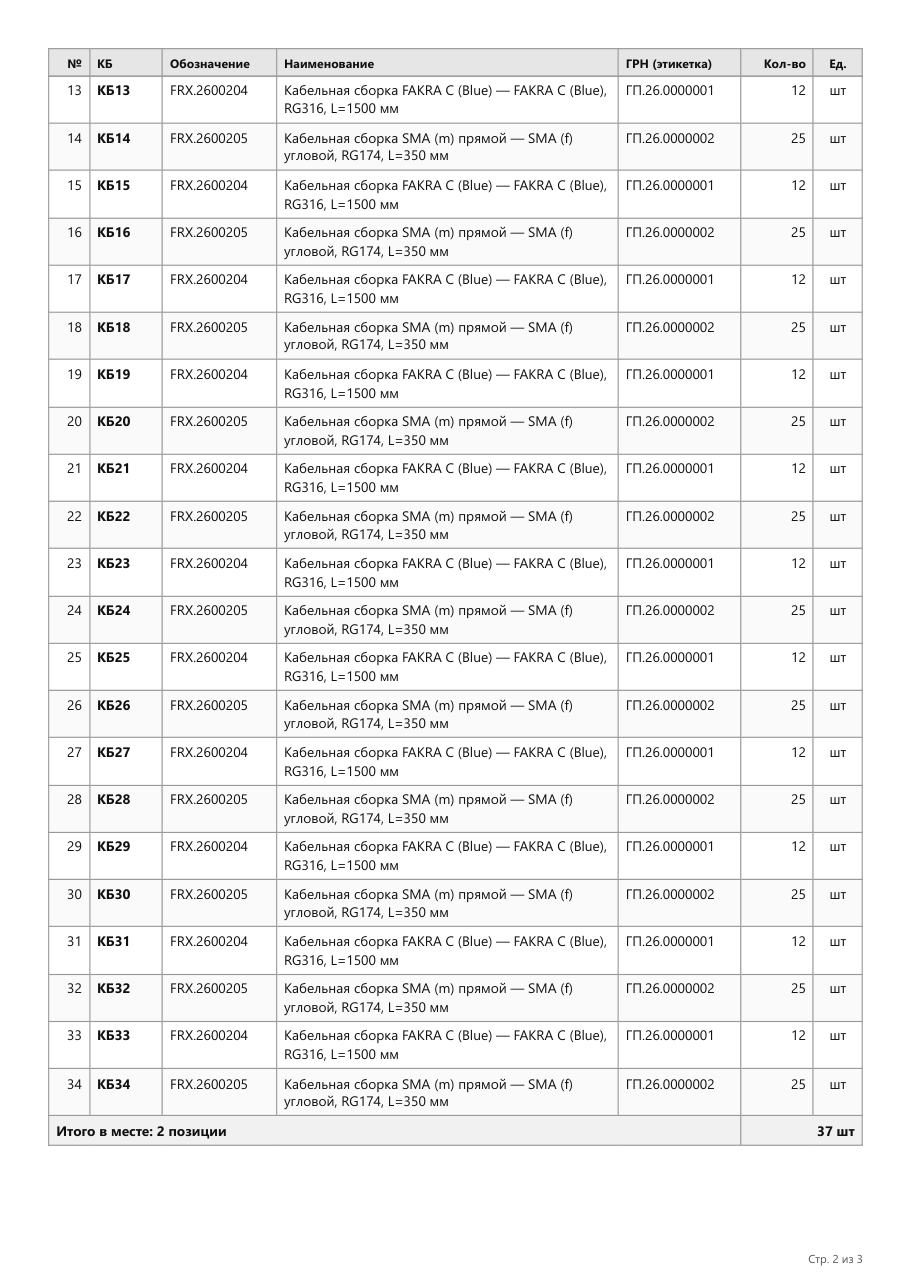 № КБ Обозначение Наименование ГРН (этикетка) Кол-во Ед.
13 КБ13 FRX.2600204 Кабельная сборка FAKRA C (Blue) — FAKRA C (Blue), ГП.26.0000001 12 шт
RG316, L=1500 мм
14 КБ14 FRX.2600205 Кабельная сборка SMA (m) прямой — SMA (f) ГП.26.0000002 25 шт
угловой, RG174, L=350 мм
15 КБ15 FRX.2600204 Кабельная сборка FAKRA C (Blue) — FAKRA C (Blue), ГП.26.0000001 12 шт
RG316, L=1500 мм
16 КБ16 FRX.2600205 Кабельная сборка SMA (m) прямой — SMA (f) ГП.26.0000002 25 шт
угловой, RG174, L=350 мм
17 КБ17 FRX.2600204 Кабельная сборка FAKRA C (Blue) — FAKRA C (Blue), ГП.26.0000001 12 шт
RG316, L=1500 мм
18 КБ18 FRX.2600205 Кабельная сборка SMA (m) прямой — SMA (f) ГП.26.0000002 25 шт
угловой, RG174, L=350 мм
19 КБ19 FRX.2600204 Кабельная сборка FAKRA C (Blue) — FAKRA C (Blue), ГП.26.0000001 12 шт
RG316, L=1500 мм
20 КБ20 FRX.2600205 Кабельная сборка SMA (m) прямой — SMA (f) ГП.26.0000002 25 шт
угловой, RG174, L=350 мм
21 КБ21 FRX.2600204 Кабельная сборка FAKRA C (Blue) — FAKRA C (Blue), ГП.26.0000001 12 шт
RG316, L=1500 мм
22 КБ22 FRX.2600205 Кабельная сборка SMA (m) прямой — SMA (f) ГП.26.0000002 25 шт
угловой, RG174, L=350 мм
23 КБ23 FRX.2600204 Кабельная сборка FAKRA C (Blue) — FAKRA C (Blue), ГП.26.0000001 12 шт
RG316, L=1500 мм
24 КБ24 FRX.2600205 Кабельная сборка SMA (m) прямой — SMA (f) ГП.26.0000002 25 шт
угловой, RG174, L=350 мм
25 КБ25 FRX.2600204 Кабельная сборка FAKRA C (Blue) — FAKRA C (Blue), ГП.26.0000001 12 шт
RG316, L=1500 мм
26 КБ26 FRX.2600205 Кабельная сборка SMA (m) прямой — SMA (f) ГП.26.0000002 25 шт
угловой, RG174, L=350 мм
27 КБ27 FRX.2600204 Кабельная сборка FAKRA C (Blue) — FAKRA C (Blue), ГП.26.0000001 12 шт
RG316, L=1500 мм
28 КБ28 FRX.2600205 Кабельная сборка SMA (m) прямой — SMA (f) ГП.26.0000002 25 шт
угловой, RG174, L=350 мм
29 КБ29 FRX.2600204 Кабельная сборка FAKRA C (Blue) — FAKRA C (Blue), ГП.26.0000001 12 шт
RG316, L=1500 мм
30 КБ30 FRX.2600205 Кабельная сборка SMA (m) прямой — SMA (f) ГП.26.0000002 25 шт
угловой, RG174, L=350 мм
31 КБ31 FRX.2600204 Кабельная сборка FAKRA C (Blue) — FAKRA C (Blue), ГП.26.0000001 12 шт
RG316, L=1500 мм
32 КБ32 FRX.2600205 Кабельная сборка SMA (m) прямой — SMA (f) ГП.26.0000002 25 шт
угловой, RG174, L=350 мм
33 КБ33 FRX.2600204 Кабельная сборка FAKRA C (Blue) — FAKRA C (Blue), ГП.26.0000001 12 шт
RG316, L=1500 мм
34 КБ34 FRX.2600205 Кабельная сборка SMA (m) прямой — SMA (f) ГП.26.0000002 25 шт
угловой, RG174, L=350 мм
Итого в месте: 2 позиции 37 шт
Стр. 2 из 3